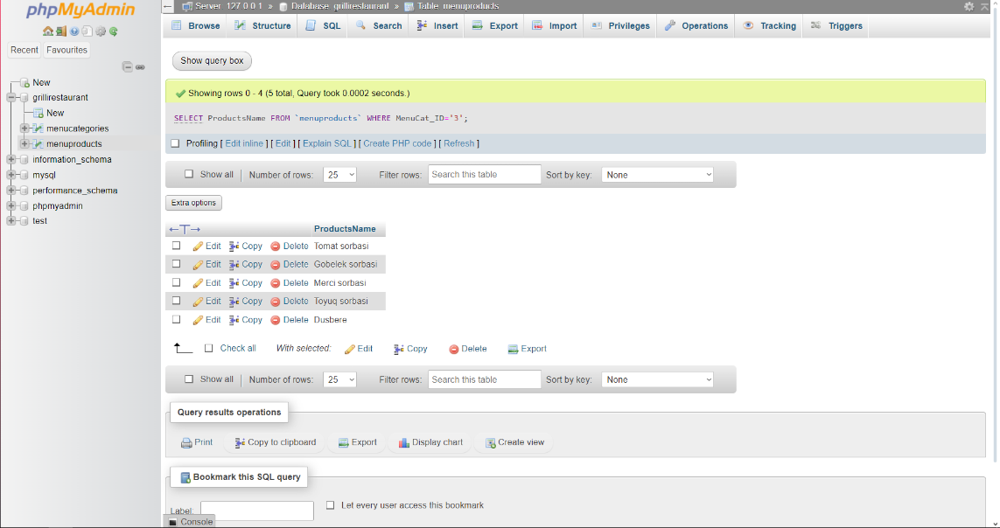 phpMyAdmin
Recent Favourites
New
grillirestaurant
New
menucategories
menuproducts
information_schema
mysql
performance_schema
phpmyadmin
test
Server: 127.0.0.1 » Database: grillirestaurant » Table: menuproducts
Browse Structure SQL Search Insert Export Import Privileges Operations Tracking Triggers
Show query box
Showing rows 0 - 4 (5 total, Query took 0.0002 seconds.)
SELECT ProductsName FROM `menuproducts` WHERE MenuCat_ID='3';
Profiling [ Edit inline ] [ Edit ] [ Explain SQL ] [ Create PHP code ] [ Refresh ]
Show all Number of rows: 25 Filter rows: Search this table Sort by key: None
Extra options
←T→ ProductsName
Edit Copy Delete Tomat sorbasi
Edit Copy Delete Gobelek sorbasi
Edit Copy Delete Merci sorbasi
Edit Copy Delete Toyuq sorbasi
Edit Copy Delete Dusbere
Check all With selected: Edit Copy Delete Export
Show all Number of rows: 25 Filter rows: Search this table Sort by key: None
Query results operations
Print Copy to clipboard Export Display chart Create view
Bookmark this SQL query
Label: Let every user access this bookmark
Console